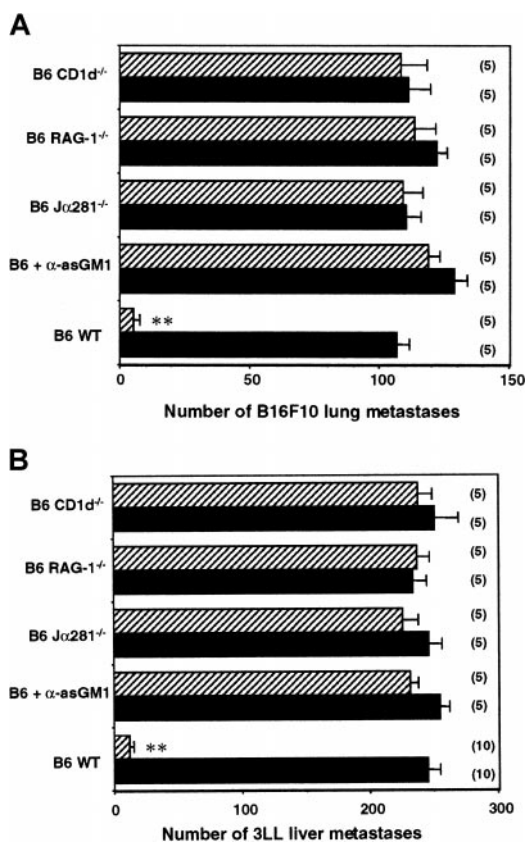 A
B6 CD1d-/-
(5)
(5)
B6 RAG-1-/-
(5)
(5)
B6 Jα281-/-
(5)
(5)
B6 + α-asGM1
(5)
(5)
B6 WT
**
(5)
(5)
0 50 100 150
Number of B16F10 lung metastases
B
B6 CD1d-/-
(5)
(5)
B6 RAG-1-/-
(5)
(5)
B6 Jα281-/-
(5)
(5)
B6 + α-asGM1
(5)
(5)
B6 WT
**
(10)
(10)
0 100 200 300
Number of 3LL liver metastases